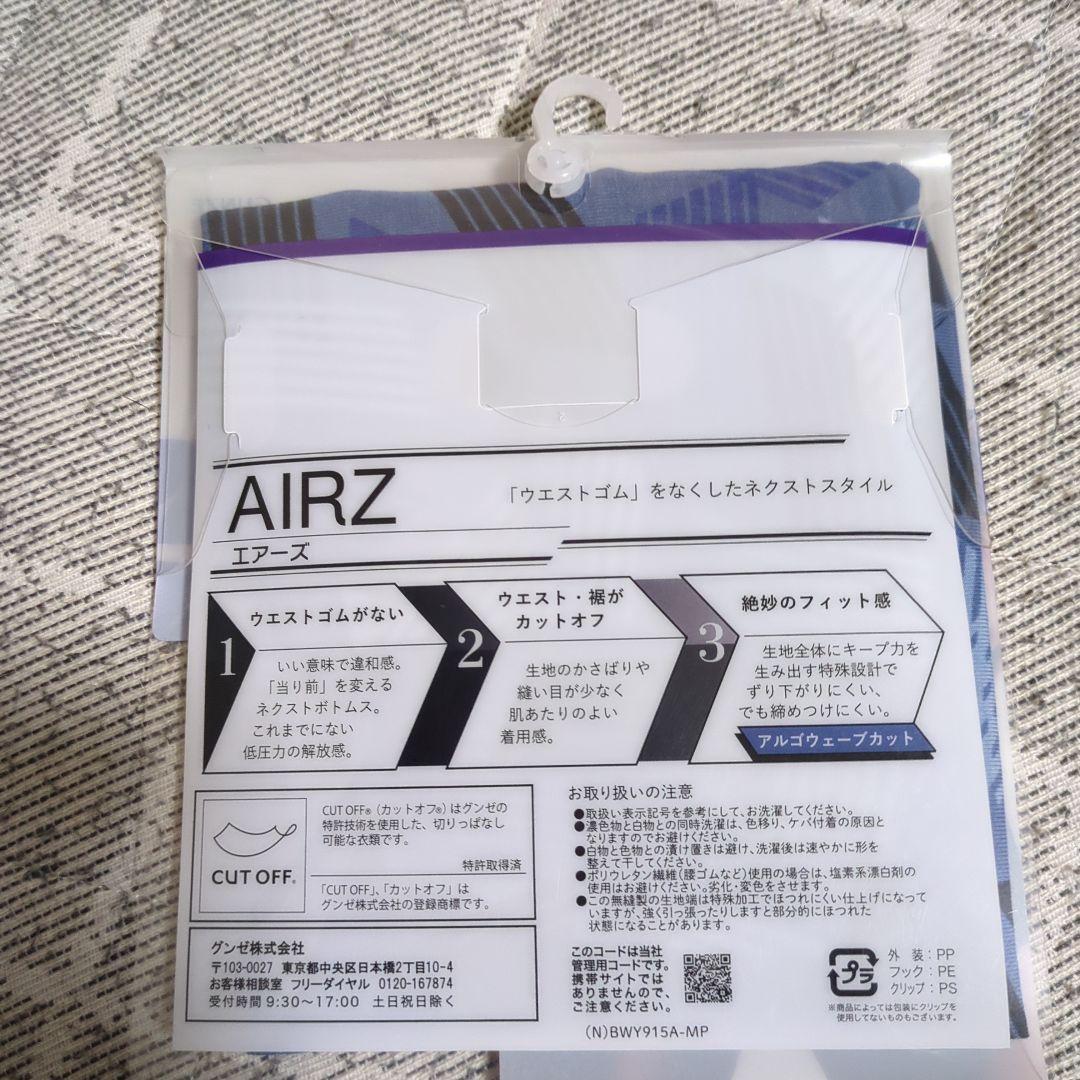 AIRZ
エアーズ
「ウエストゴム」をなくしたネクストスタイル
1
ウエストゴムがない
いい意味で違和感。
「当り前」を変える
ネクストボトムス。
これまでにない
低圧力の解放感。
2
ウエスト・裾が
カットオフ
生地のかさばりや
縫い目が少なく
肌あたりのよい
着用感。
3
絶妙のフィット感
生地全体にキープ力を
生み出す特殊設計で
ずり下がりにくい、
でも締めつけにくい。
アルゴウェーブカット
CUT OFF®
CUT OFF®（カットオフ®）はグンゼの
特許技術を使用した、切りっぱなし
可能な衣類です。
特許取得済
「CUT OFF」、「カットオフ」は
グンゼ株式会社の登録商標です。
グンゼ株式会社
〒103-0027 東京都中央区日本橋2丁目10-4
お客様相談室 フリーダイヤル 0120-167874
受付時間 9:30〜17:00 土日祝日除く
お取り扱いの注意
●取扱い表示記号を参考にして、お洗濯してください。
●濃色物と白物との同時洗濯は、色移り、ケバ付着の原因と
なりますのでお避けください。
●白物と色物との漬け置きは避け、洗濯後は速やかに形を
整えて干してください。
●ポリウレタン繊維（腰ゴムなど）使用の場合は、塩素系漂白剤の
使用はお避けください。劣化・変色をさせます。
●この無縫製の生地端は特殊加工でほつれにくい仕上げになって
いますが、強く引っ張ったりしますと部分的にほつれた
状態になることがあります。
このコードは当社
管理用コードです。
携帯サイトでは
ありませんので、
ご注意ください。
(N)BWY915A-MP
プラ
外装：PP
フック：PE
クリップ：PS
※商品によっては包装にクリップを
使用してないものもございます。